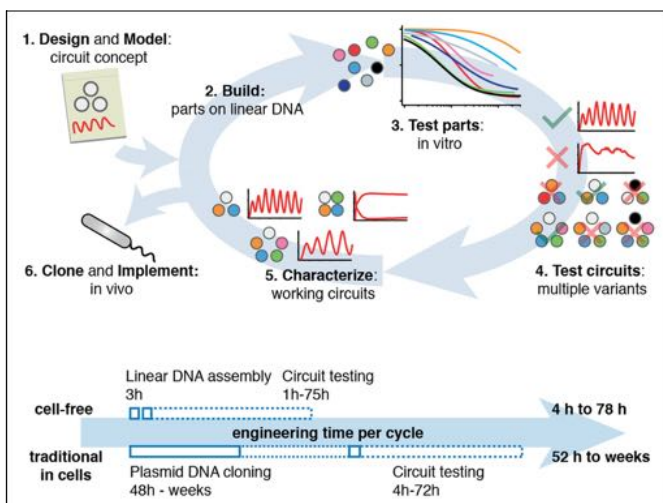 1. Design and Model:
circuit concept
2. Build:
parts on linear DNA
3. Test parts:
in vitro
4. Test circuits:
multiple variants
5. Characterize:
working circuits
6. Clone and Implement:
in vivo
Linear DNA assembly
3h
Circuit testing
1h-75h
cell-free
4 h to 78 h
engineering time per cycle
traditional
in cells
52 h to weeks
Plasmid DNA cloning
48h - weeks
Circuit testing
4h-72h